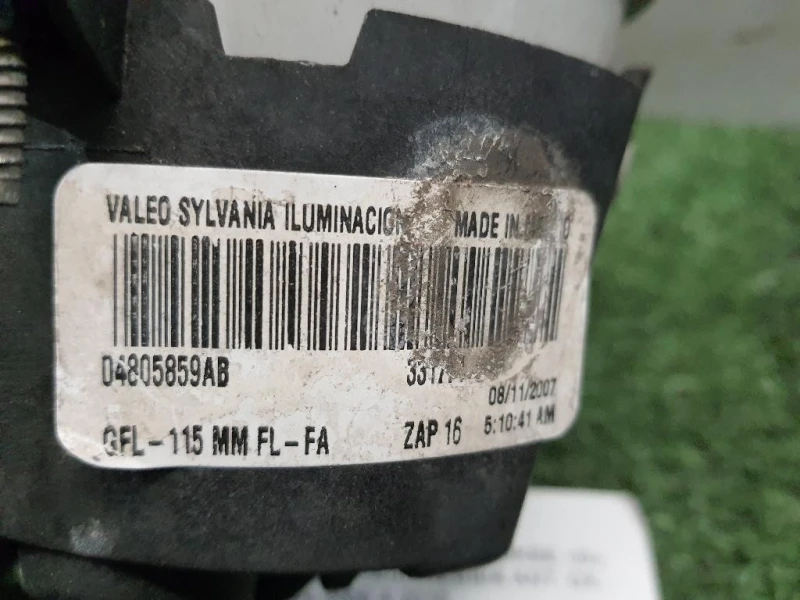 VALEO SYLVANIA ILUMINACION MADE IN
04805859AB
08/11/2007
GFL-115 MM FL-FA ZAP 16 5:10:41 AM